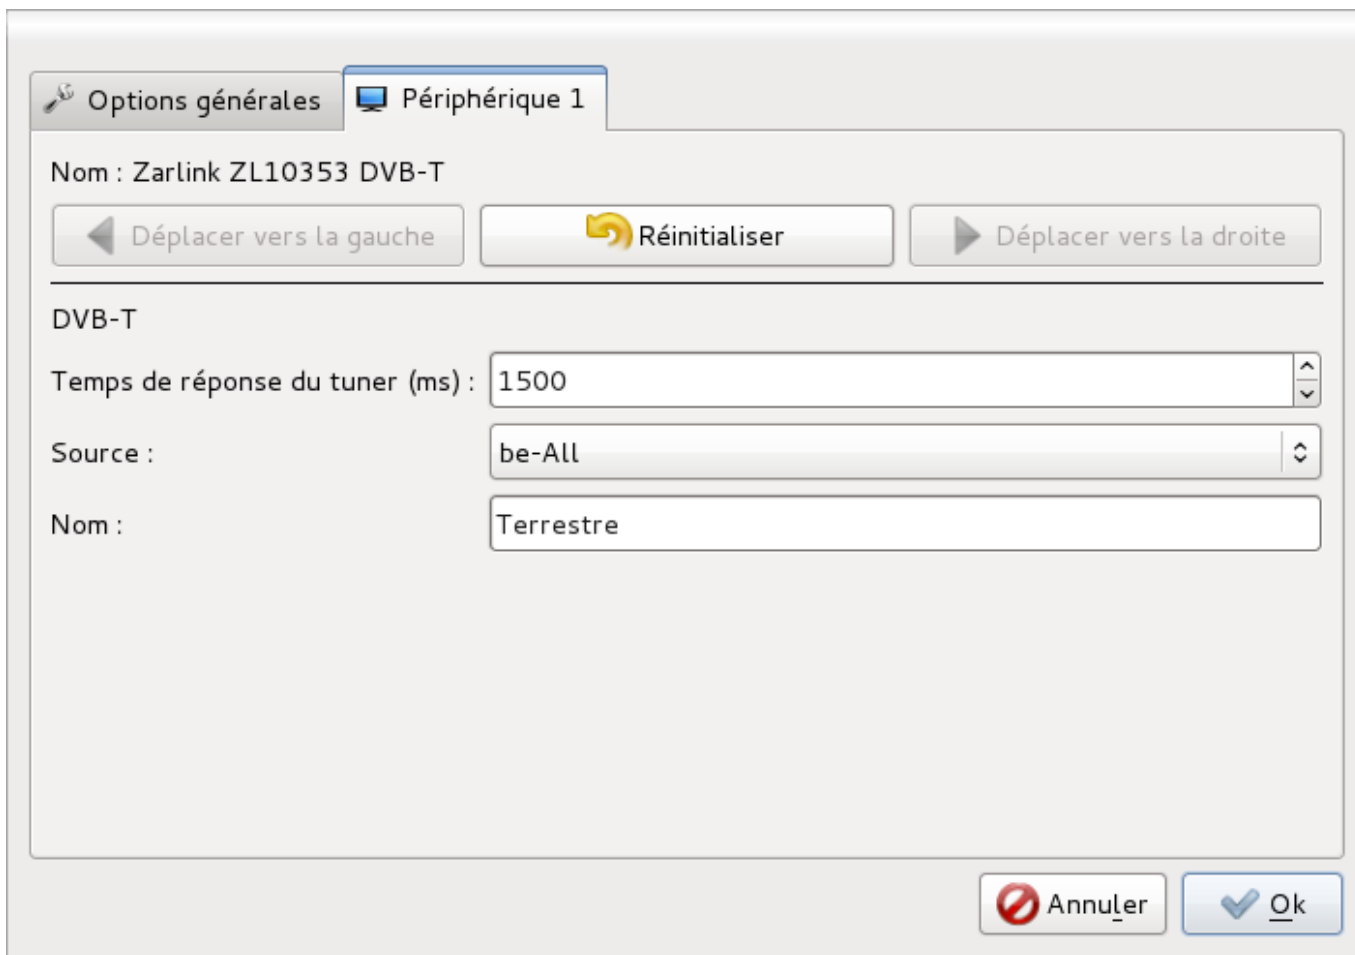 Options générales Périphérique 1
Nom : Zarlink ZL10353 DVB-T
Déplacer vers la gauche Réinitialiser Déplacer vers la droite
DVB-T
Temps de réponse du tuner (ms) : 1500
Source : be-All
Nom : Terrestre
Annuler Ok